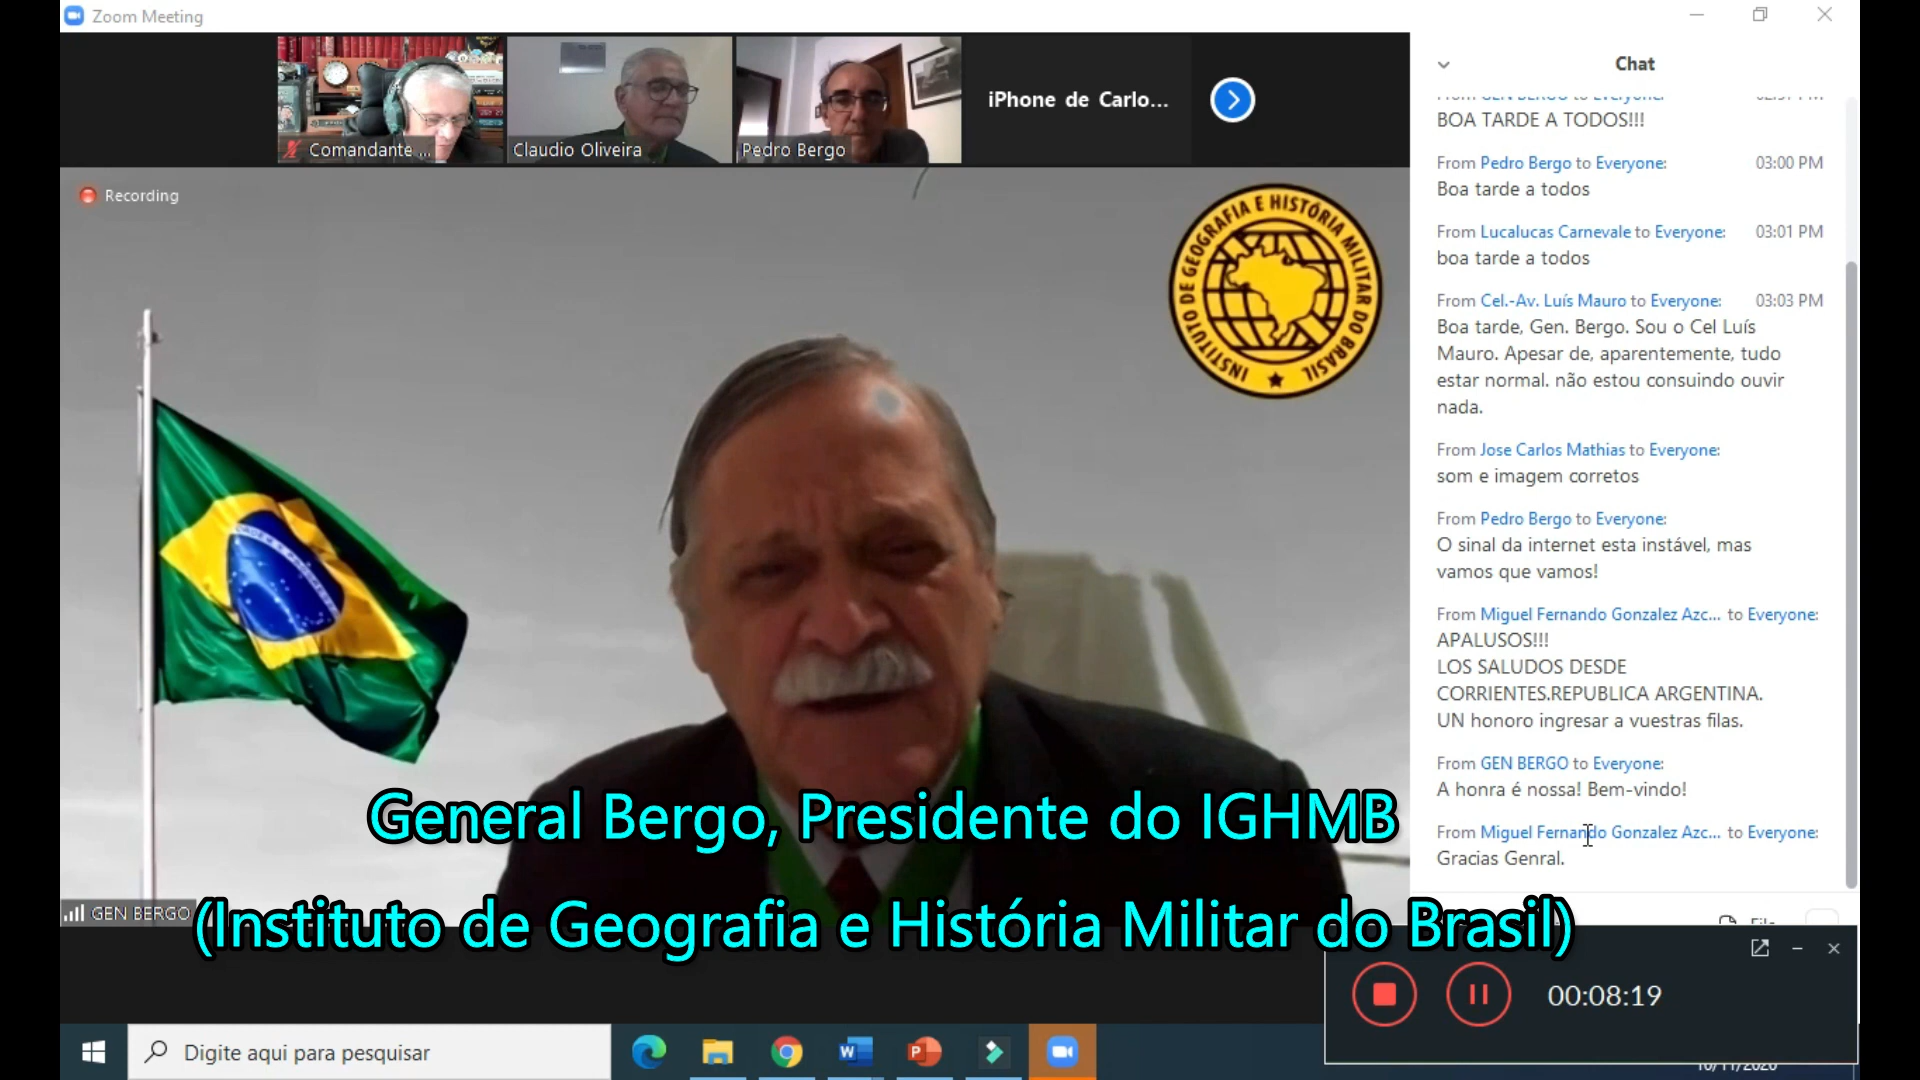 Zoom Meeting
Comandante ...
Claudio Oliveira
Pedro Bergo
iPhone de Carlo...
Recording
INSTITUTO DE GEOGRAFIA E HISTÓRIA MILITAR DO BRASIL
GEN BERGO
General Bergo, Presidente do IGHMB
(Instituto de Geografia e História Militar do Brasil)
Chat
From GEN BERGO to Everyone:
BOA TARDE A TODOS!!!
From Pedro Bergo to Everyone: 03:00 PM
Boa tarde a todos
From Lucalucas Carnevale to Everyone: 03:01 PM
boa tarde a todos
From Cel.-Av. Luís Mauro to Everyone: 03:03 PM
Boa tarde, Gen. Bergo. Sou o Cel Luís
Mauro. Apesar de, aparentemente, tudo
estar normal. não estou consuindo ouvir
nada.
From Jose Carlos Mathias to Everyone:
som e imagem corretos
From Pedro Bergo to Everyone:
O sinal da internet esta instável, mas
vamos que vamos!
From Miguel Fernando Gonzalez Azc... to Everyone:
APALUSOS!!!
LOS SALUDOS DESDE
CORRIENTES.REPUBLICA ARGENTINA.
UN honoro ingresar a vuestras filas.
From GEN BERGO to Everyone:
A honra é nossa! Bem-vindo!
From Miguel Fernando Gonzalez Azc... to Everyone:
Gracias Genral.
00:08:19
Digite aqui para pesquisar
10/11/2020